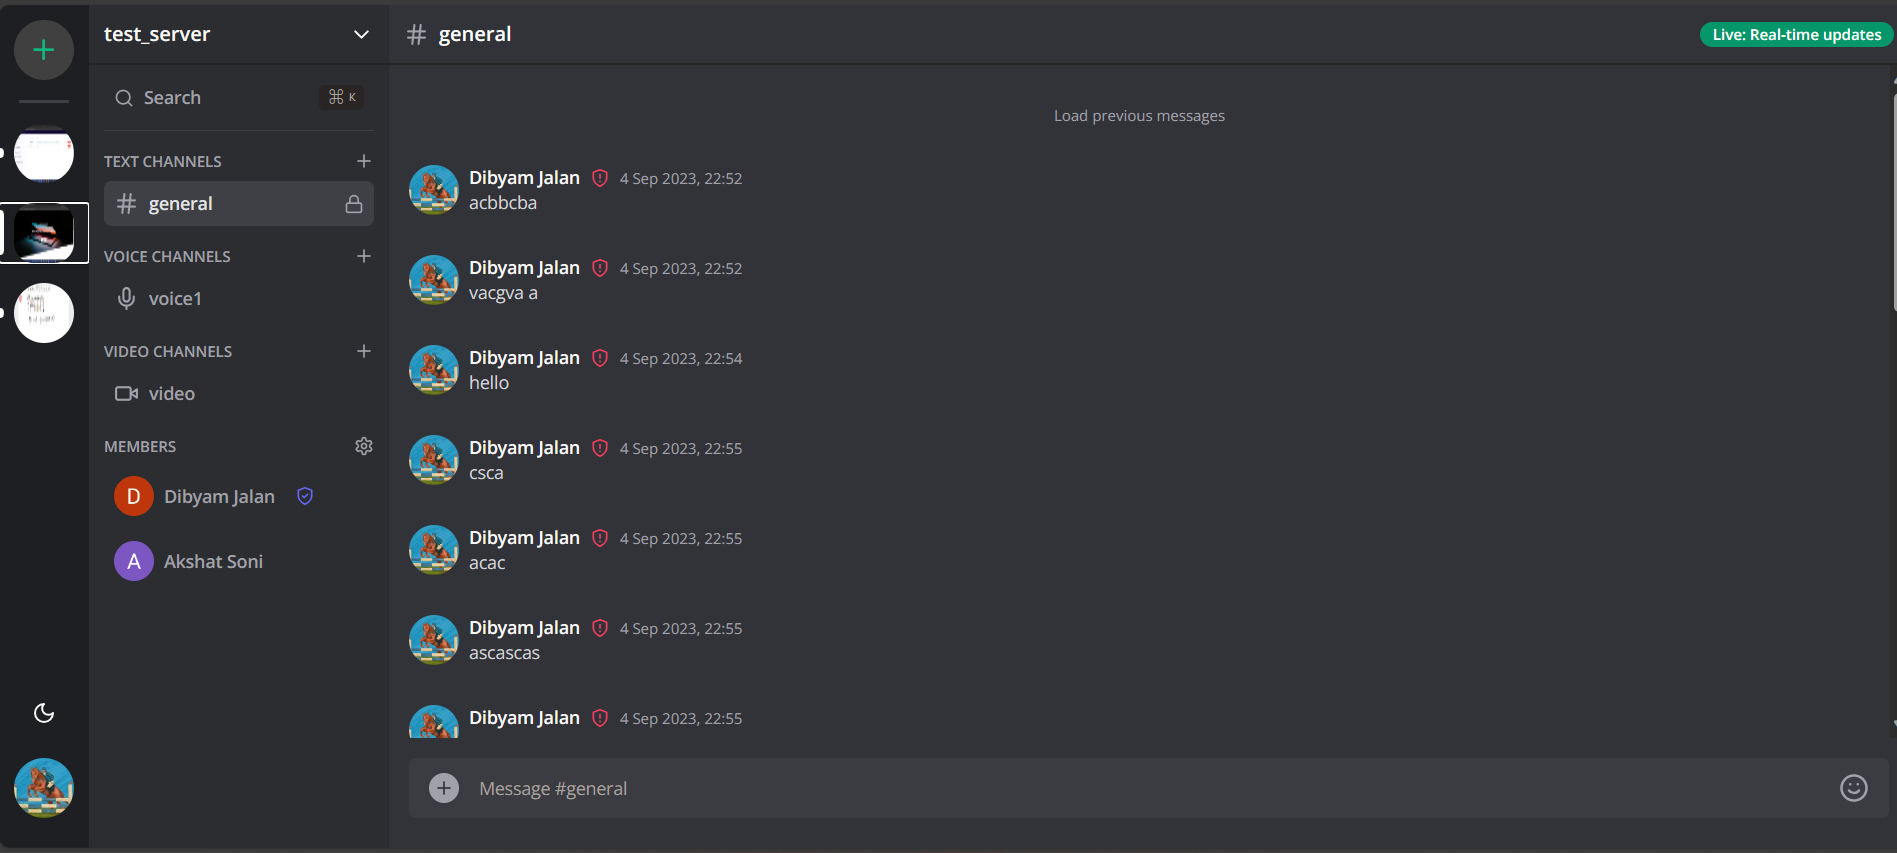 test_server
Search
⌘ K
TEXT CHANNELS
general
VOICE CHANNELS
voice1
VIDEO CHANNELS
video
MEMBERS
D Dibyam Jalan
A Akshat Soni
# general
Live: Real-time updates
Load previous messages
Dibyam Jalan 4 Sep 2023, 22:52
acbbcba
Dibyam Jalan 4 Sep 2023, 22:52
vacgva a
Dibyam Jalan 4 Sep 2023, 22:54
hello
Dibyam Jalan 4 Sep 2023, 22:55
csca
Dibyam Jalan 4 Sep 2023, 22:55
acac
Dibyam Jalan 4 Sep 2023, 22:55
ascascas
Dibyam Jalan 4 Sep 2023, 22:55
Message #general